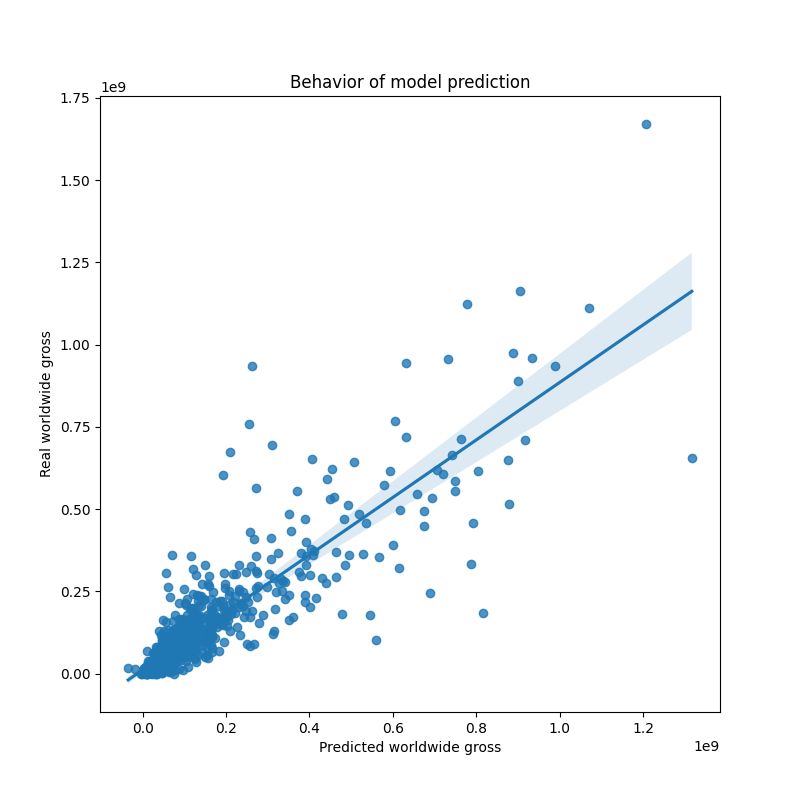 Behavior of model prediction
1e9
1.75
1.50
1.25
1.00
0.75
0.50
0.25
0.00
Real worldwide gross
0.0 0.2 0.4 0.6 0.8 1.0 1.2
Predicted worldwide gross
1e9